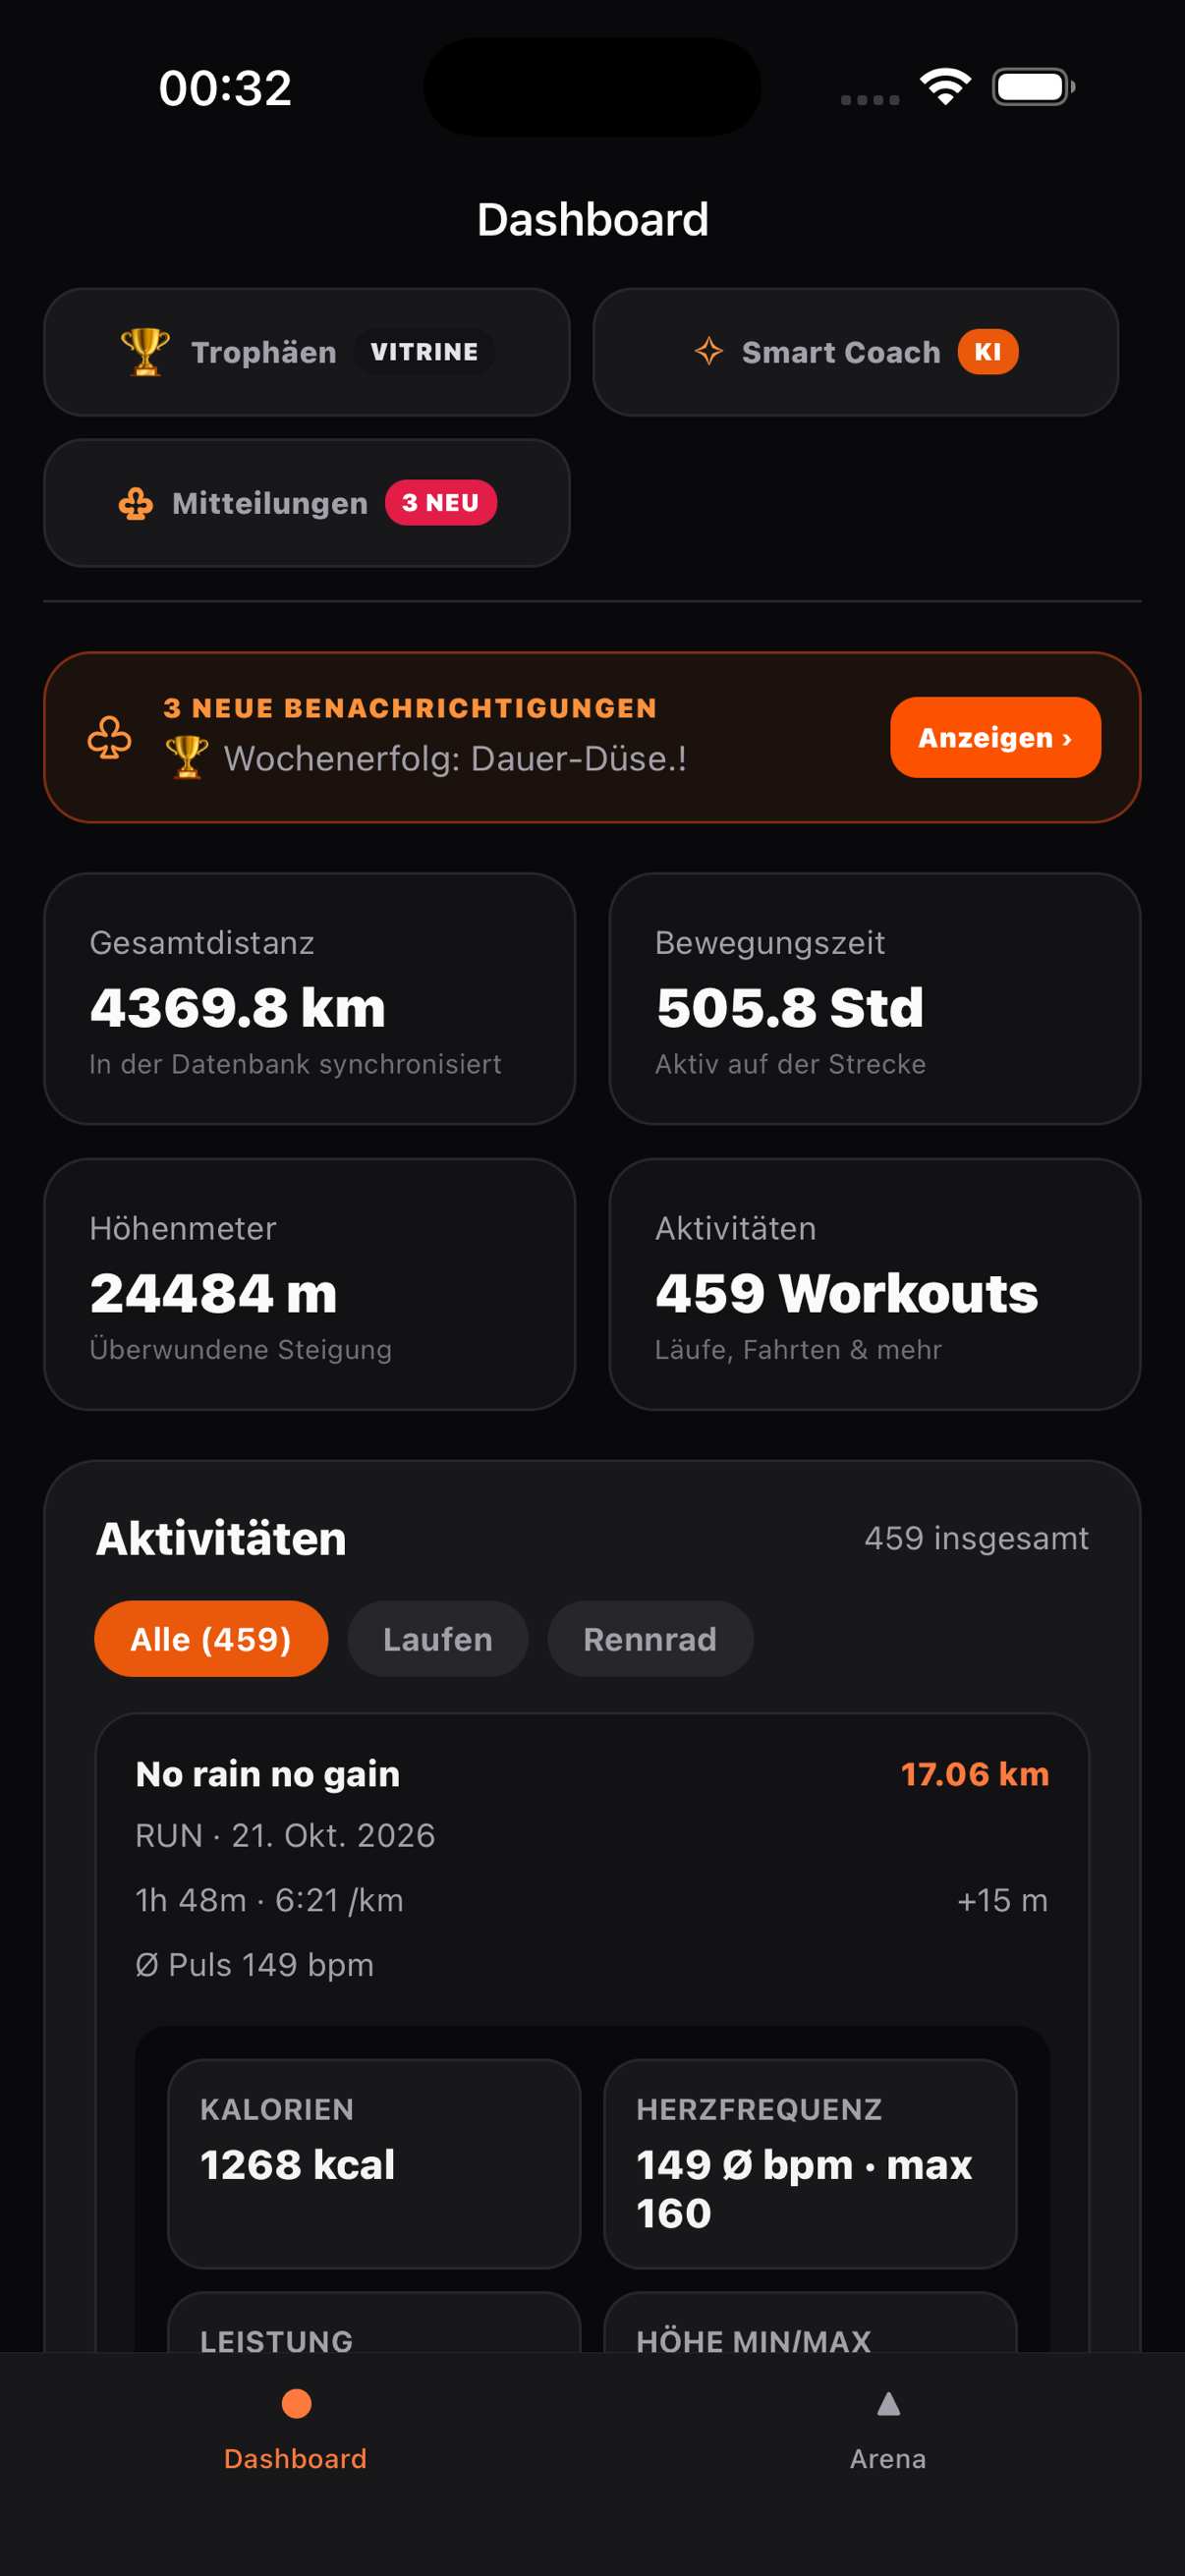 00:32
Dashboard
🏆 Trophäen VITRINE
Smart Coach KI
Mitteilungen 3 NEU
3 NEUE BENACHRICHTIGUNGEN
🏆 Wochenerfolg: Dauer-Düse.!
Anzeigen ›
Gesamtdistanz
4369.8 km
In der Datenbank synchronisiert
Bewegungszeit
505.8 Std
Aktiv auf der Strecke
Höhenmeter
24484 m
Überwundene Steigung
Aktivitäten
459 Workouts
Läufe, Fahrten & mehr
Aktivitäten
459 insgesamt
Alle (459)
Laufen
Rennrad
No rain no gain
17.06 km
RUN · 21. Okt. 2026
1h 48m · 6:21 /km
+15 m
Ø Puls 149 bpm
KALORIEN
1268 kcal
HERZFREQUENZ
149 Ø bpm · max
160
LEISTUNG
HÖHE MIN/MAX
Dashboard
Arena